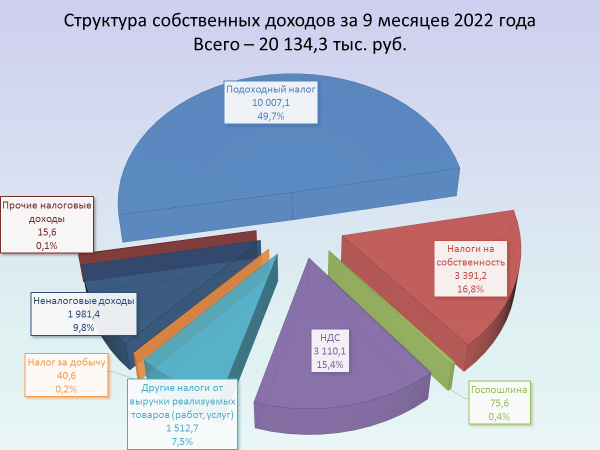 Структура собственных доходов за 9 месяцев 2022 года
Всего – 20 134,3 тыс. руб.
Подоходный налог
10 007,1
49,7%
Прочие налоговые
доходы
15,6
0,1%
Налоги на
собственность
3 391,2
16,8%
Неналоговые доходы
1 981,4
9,8%
НДС
3 110,1
15,4%
Налог за добычу
40,6
0,2%
Другие налоги от
выручки реализуемых
товаров (работ, услуг)
1 512,7
7,5%
Госпошлина
75,6
0,4%